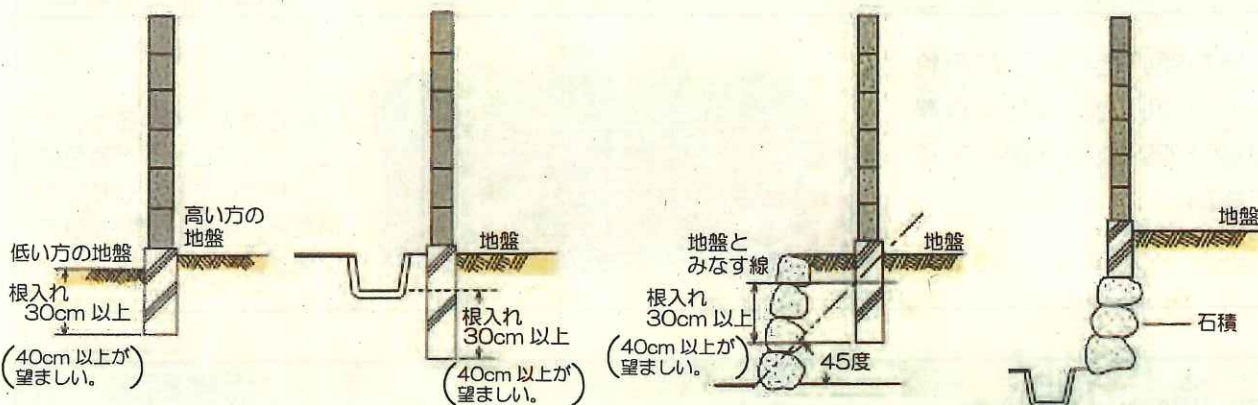 高い方の
地盤
低い方の地盤
根入れ
30cm 以上
(40cm 以上が
望ましい。)
地盤
根入れ
30cm 以上
(40cm 以上が
望ましい。)
地盤と
みなす線
地盤
根入れ
30cm 以上
(40cm 以上が
望ましい。)
45度
地盤
石積